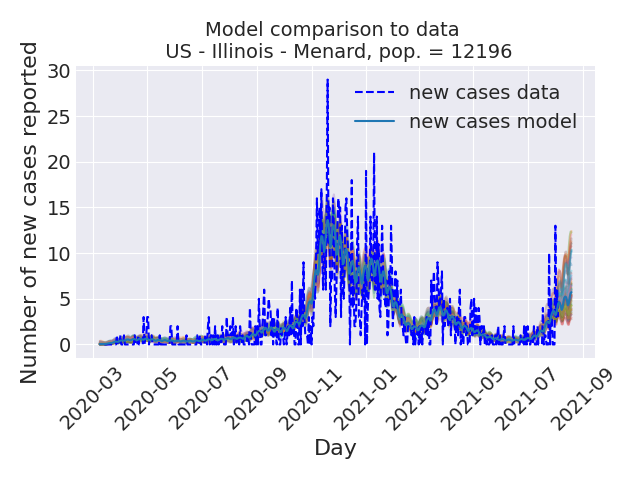 Model comparison to data
US - Illinois - Menard, pop. = 12196
Number of new cases reported
30
25
20
15
10
5
0
new cases data
new cases model
2020-03
2020-05
2020-07
2020-09
2020-11
2021-01
2021-03
2021-05
2021-07
2021-09
Day